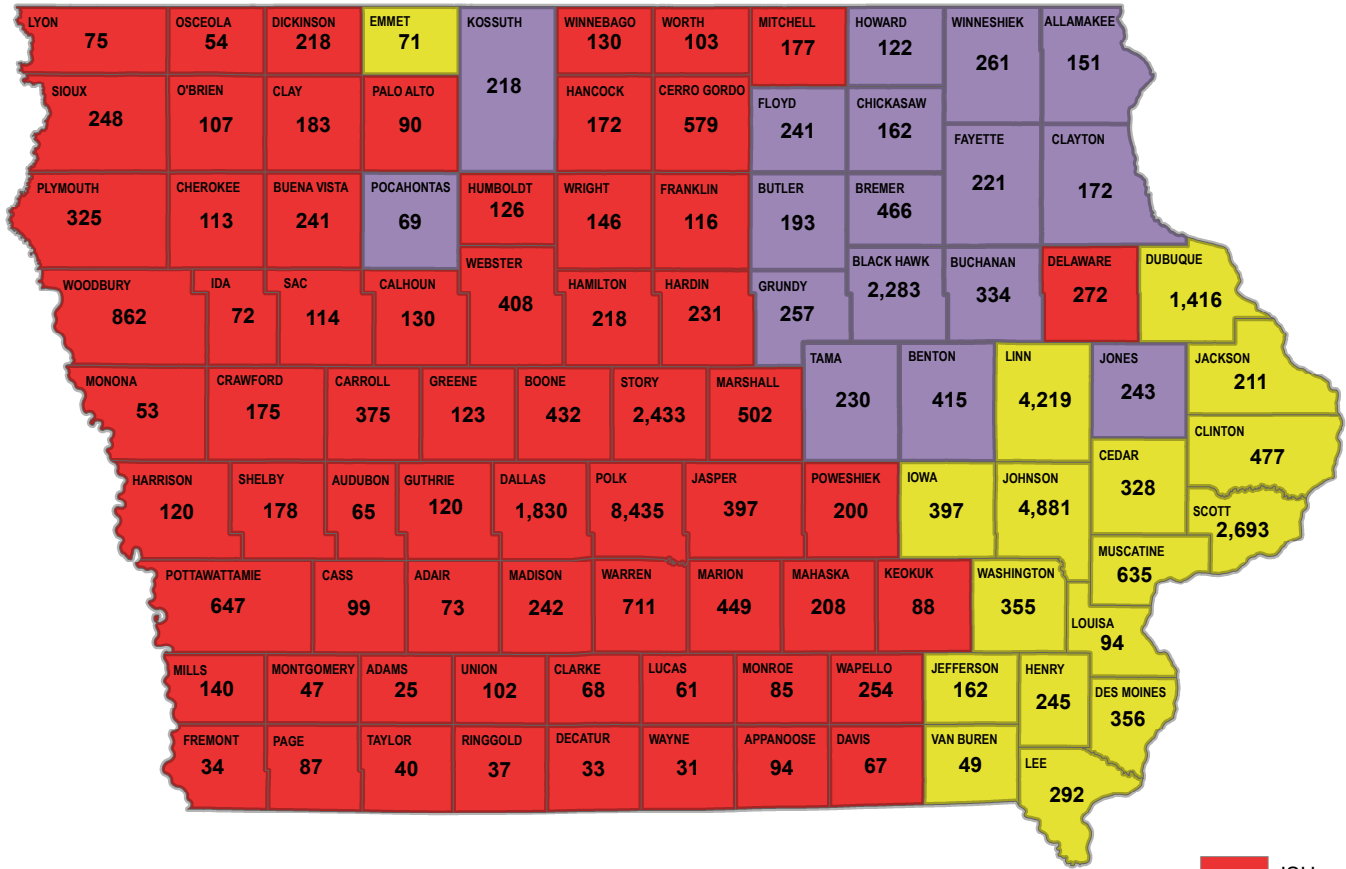 LYON
75
OSCEOLA
54
DICKINSON
218
EMMET
71
KOSSUTH
218
WINNEBAGO
130
WORTH
103
MITCHELL
177
HOWARD
122
WINNESHIEK
261
ALLAMAKEE
151
SIOUX
248
O'BRIEN
107
CLAY
183
PALO ALTO
90
HANCOCK
172
CERRO GORDO
579
FLOYD
241
CHICKASAW
162
FAYETTE
221
CLAYTON
172
PLYMOUTH
325
CHEROKEE
113
BUENA VISTA
241
POCAHONTAS
69
HUMBOLDT
126
WRIGHT
146
FRANKLIN
116
BUTLER
193
BREMER
466
WOODBURY
862
IDA
72
SAC
114
CALHOUN
130
WEBSTER
408
HAMILTON
218
HARDIN
231
GRUNDY
257
BLACK HAWK
2,283
BUCHANAN
334
DELAWARE
272
DUBUQUE
1,416
MONONA
53
CRAWFORD
175
CARROLL
375
GREENE
123
BOONE
432
STORY
2,433
MARSHALL
502
TAMA
230
BENTON
415
LINN
4,219
JONES
243
JACKSON
211
CLINTON
477
HARRISON
120
SHELBY
178
AUDUBON
65
GUTHRIE
120
DALLAS
1,830
POLK
8,435
JASPER
397
POWESHIEK
200
IOWA
397
JOHNSON
4,881
CEDAR
328
SCOTT
2,693
MUSCATINE
635
POTTAWATTAMIE
647
CASS
99
ADAIR
73
MADISON
242
WARREN
711
MARION
449
MAHASKA
208
KEOKUK
88
WASHINGTON
355
LOUISA
94
MILLS
140
MONTGOMERY
47
ADAMS
25
UNION
102
CLARKE
68
LUCAS
61
MONROE
85
WAPELLO
254
JEFFERSON
162
HENRY
245
DES MOINES
356
FREMONT
34
PAGE
87
TAYLOR
40
RINGGOLD
37
DECATUR
33
WAYNE
31
APPANOOSE
94
DAVIS
67
VAN BUREN
49
LEE
292